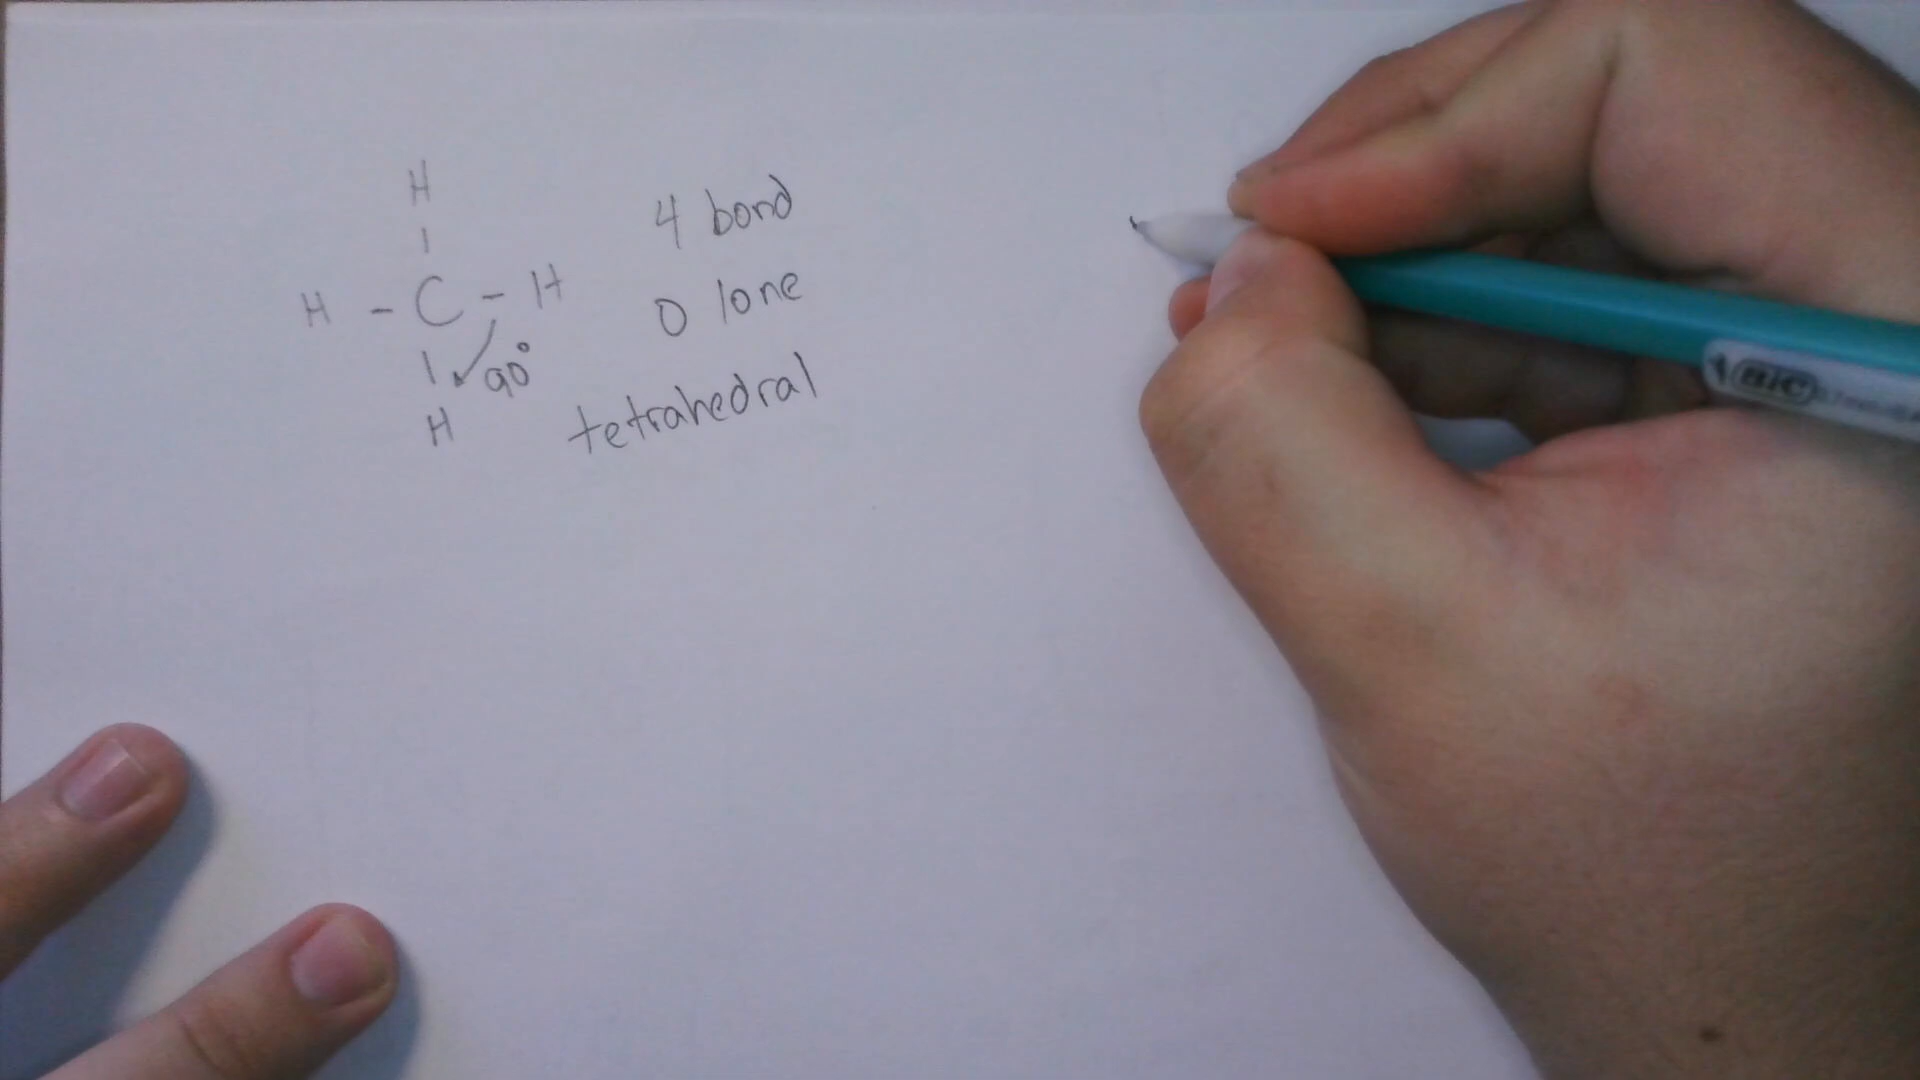 H
|
H - C - H
| 90°
H
4 bond
0 lone
tetrahedral
BIC